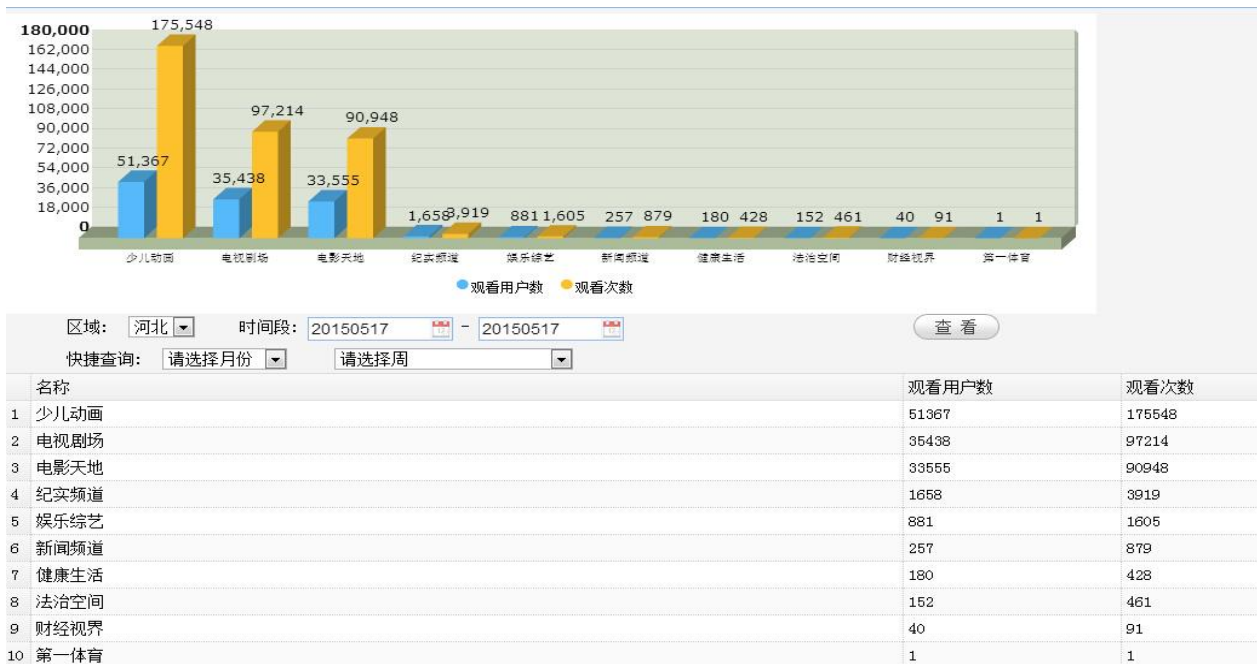 180,000
162,000
144,000
126,000
108,000
90,000
72,000
54,000
36,000
18,000
0
175,548
97,214
90,948
51,367
35,438
33,555
1,658 3,919 881 1,605 257 879 180 428 152 461 40 91 1 1
少儿动画 电视剧场 电影天地 纪实频道 娱乐综艺 新闻频道 健康生活 法治空间 财经视界 第一体育
观看用户数 观看次数
区域: 河北 时间段: 20150517 - 20150517 查 看
快捷查询: 请选择月份 请选择周
名称 观看用户数 观看次数
1 少儿动画 51367 175548
2 电视剧场 35438 97214
3 电影天地 33555 90948
4 纪实频道 1658 3919
5 娱乐综艺 881 1605
6 新闻频道 257 879
7 健康生活 180 428
8 法治空间 152 461
9 财经视界 40 91
10 第一体育 1 1